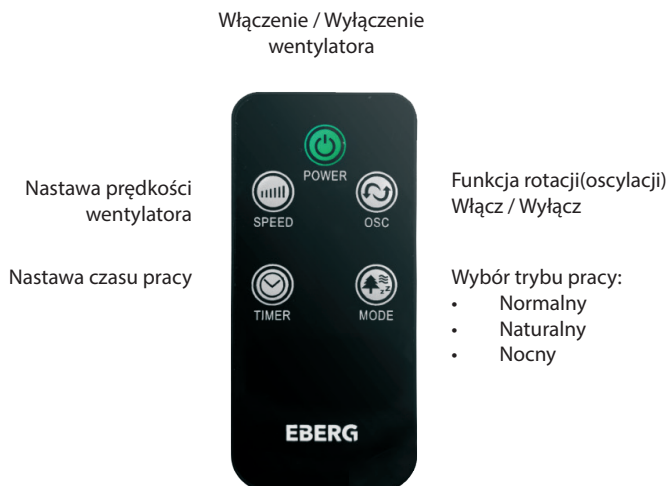 Włączenie / Wyłączenie
wentylatora
POWER
Nastawa prędkości
wentylatora
SPEED
OSC
Funkcja rotacji(oscylacji)
Włącz / Wyłącz
Nastawa czasu pracy
TIMER
MODE
Wybór trybu pracy:
• Normalny
• Naturalny
• Nocny
EBERG